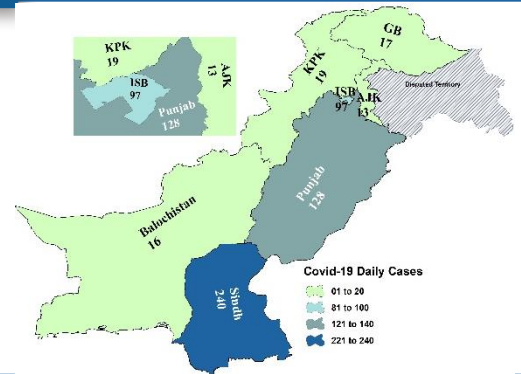 KPK
19
ISB
97
Punjab
128
AJK
13
GB
17
KPK
19
ISB
97
AJK
13
Disputed Territory
Punjab
128
Balochistan
16
Sindh
240
Covid-19 Daily Cases
01 to 20
81 to 100
121 to 140
221 to 240